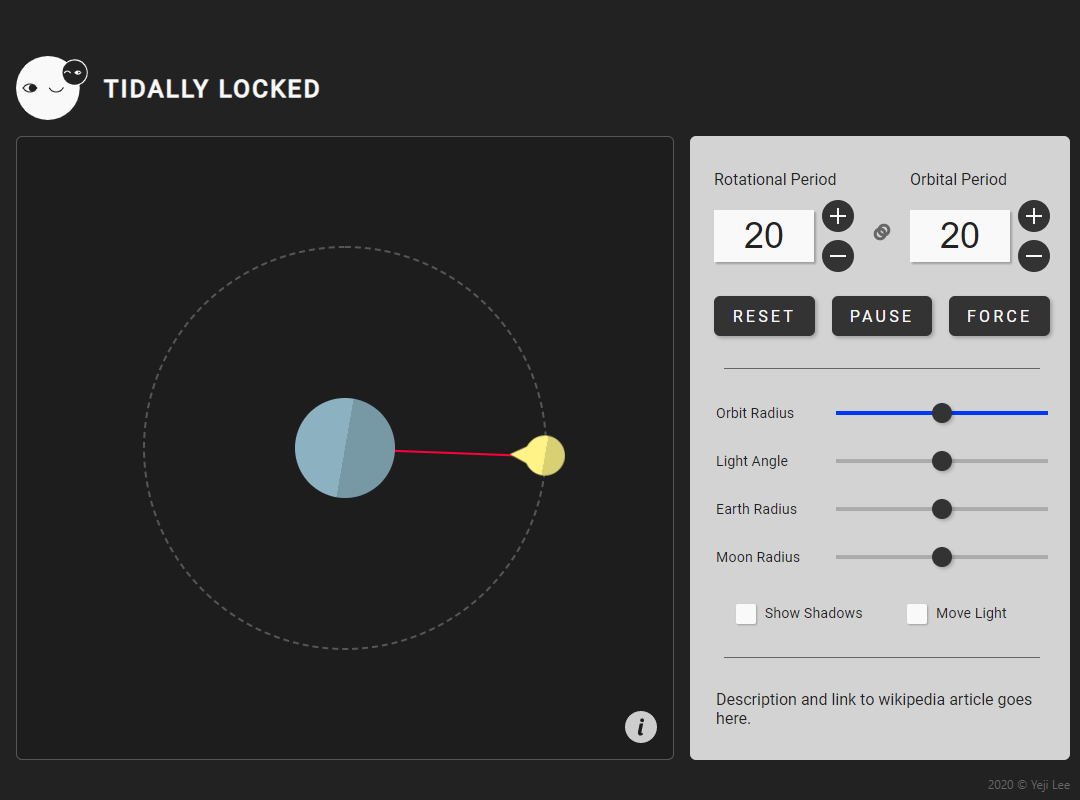 TIDALLY LOCKED
Rotational Period
Orbital Period
20
20
RESET
PAUSE
FORCE
Orbit Radius
Light Angle
Earth Radius
Moon Radius
Show Shadows
Move Light
Description and link to wikipedia article goes
here.
i
2020 © Yeji Lee